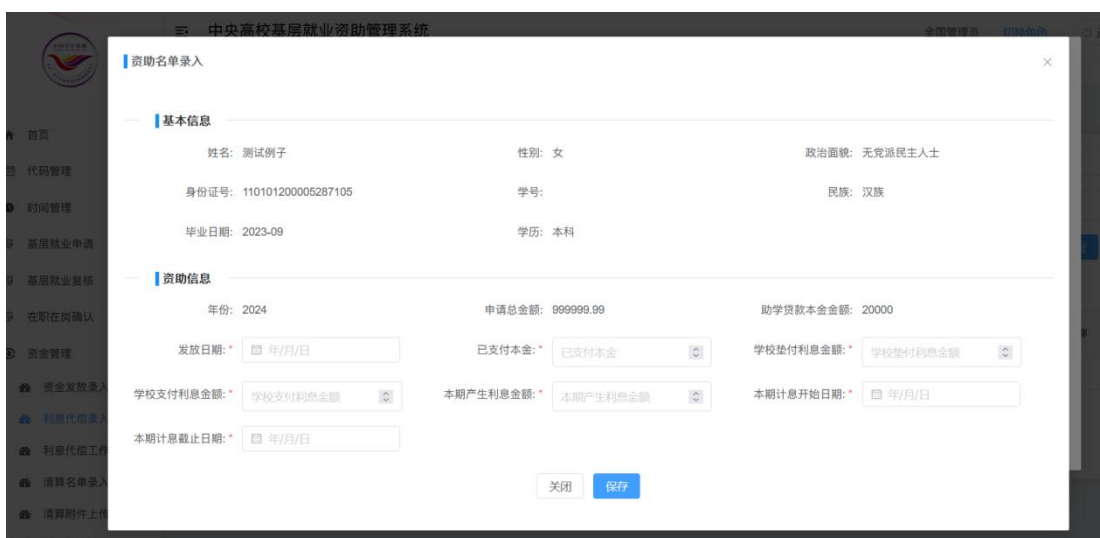 中央高校基层就业资助管理系统
全国管理员 切换角色
资助名单录入
首页
代码管理
时间管理
基层就业申请
基层就业复核
在职在岗确认
资金管理
资金发放录入
利息代偿录入
利息代偿工作
清算名单录入
清算附件上传
基本信息
姓名: 测试例子 性别: 女 政治面貌: 无党派民主人士
身份证号: 110101200005287105 学号: 民族: 汉族
毕业日期: 2023-09 学历: 本科
资助信息
年份: 2024 申请总金额: 999999.99 助学贷款本金金额: 20000
发放日期:* 年/月/日 已支付本金:* 已支付本金 学校垫付利息金额:* 学校垫付利息金额
学校支付利息金额:* 学校支付利息金额 本期产生利息金额:* 本期产生利息金额 本期计息开始日期:* 年/月/日
本期计息截止日期:* 年/月/日
关闭 保存